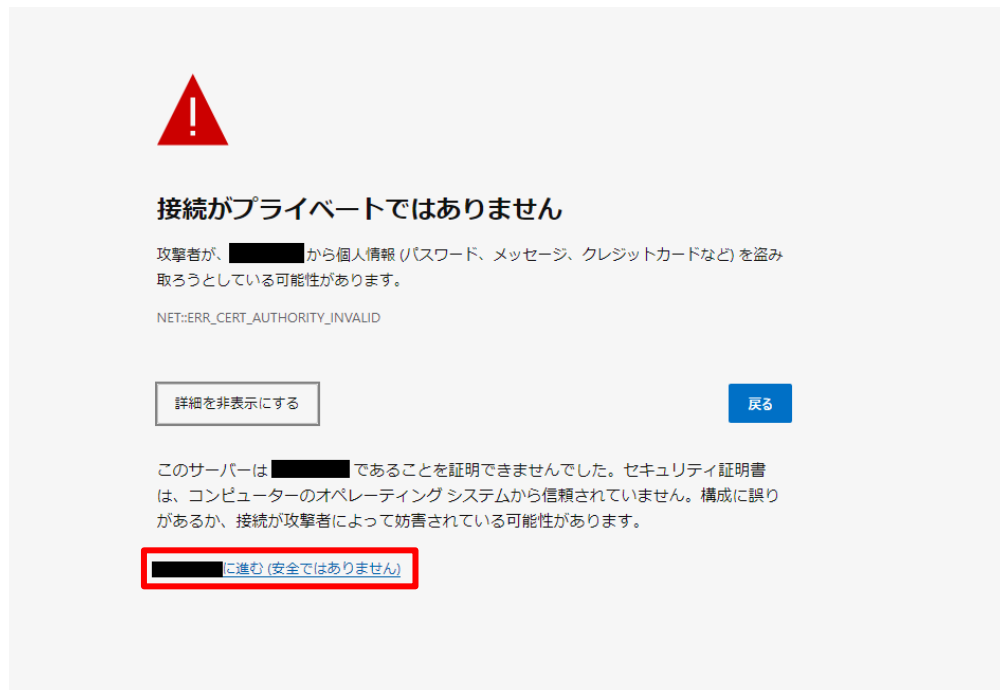 !
接続がプライベートではありません
攻撃者が、から個人情報 (パスワード、メッセージ、クレジットカードなど) を盗み
取ろうとしている可能性があります。
NET::ERR_CERT_AUTHORITY_INVALID
詳細を非表示にする
戻る
このサーバーは であることを証明できませんでした。セキュリティ証明書
は、コンピューターのオペレーティング システムから信頼されていません。構成に誤り
があるか、接続が攻撃者によって妨害されている可能性があります。
に進む (安全ではありません)